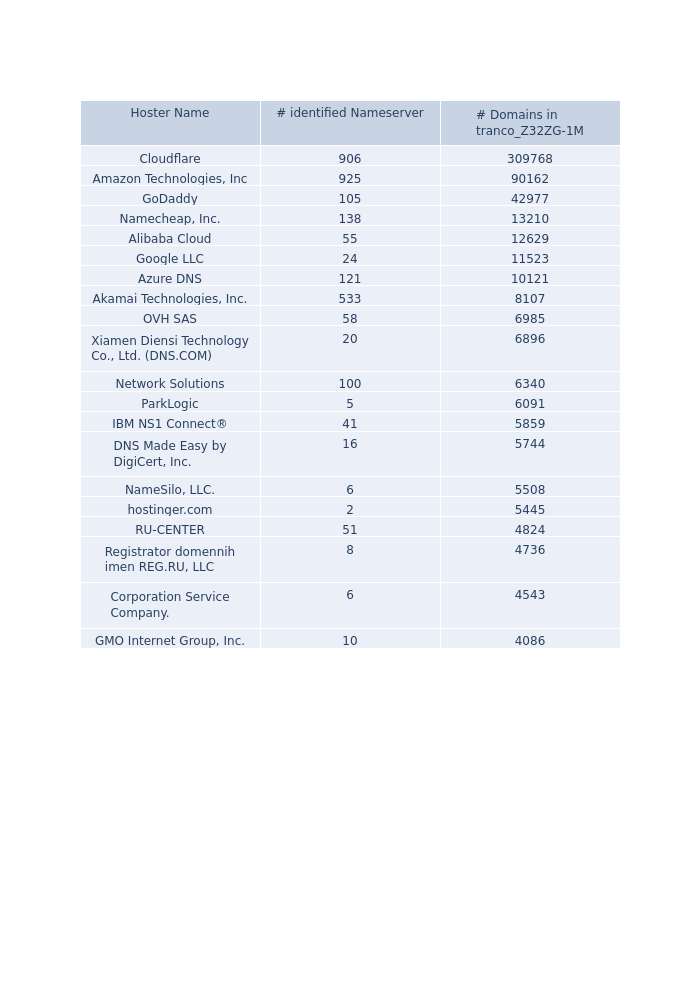 Hoster Name # identified Nameserver # Domains in
tranco_Z32ZG-1M
Cloudflare 906 309768
Amazon Technologies, Inc 925 90162
GoDaddy 105 42977
Namecheap, Inc. 138 13210
Alibaba Cloud 55 12629
Google LLC 24 11523
Azure DNS 121 10121
Akamai Technologies, Inc. 533 8107
OVH SAS 58 6985
Xiamen Diensi Technology 20 6896
Co., Ltd. (DNS.COM)
Network Solutions 100 6340
ParkLogic 5 6091
IBM NS1 Connect® 41 5859
DNS Made Easy by 16 5744
DigiCert, Inc.
NameSilo, LLC. 6 5508
hostinger.com 2 5445
RU-CENTER 51 4824
Registrator domennih 8 4736
imen REG.RU, LLC
Corporation Service 6 4543
Company.
GMO Internet Group, Inc. 10 4086